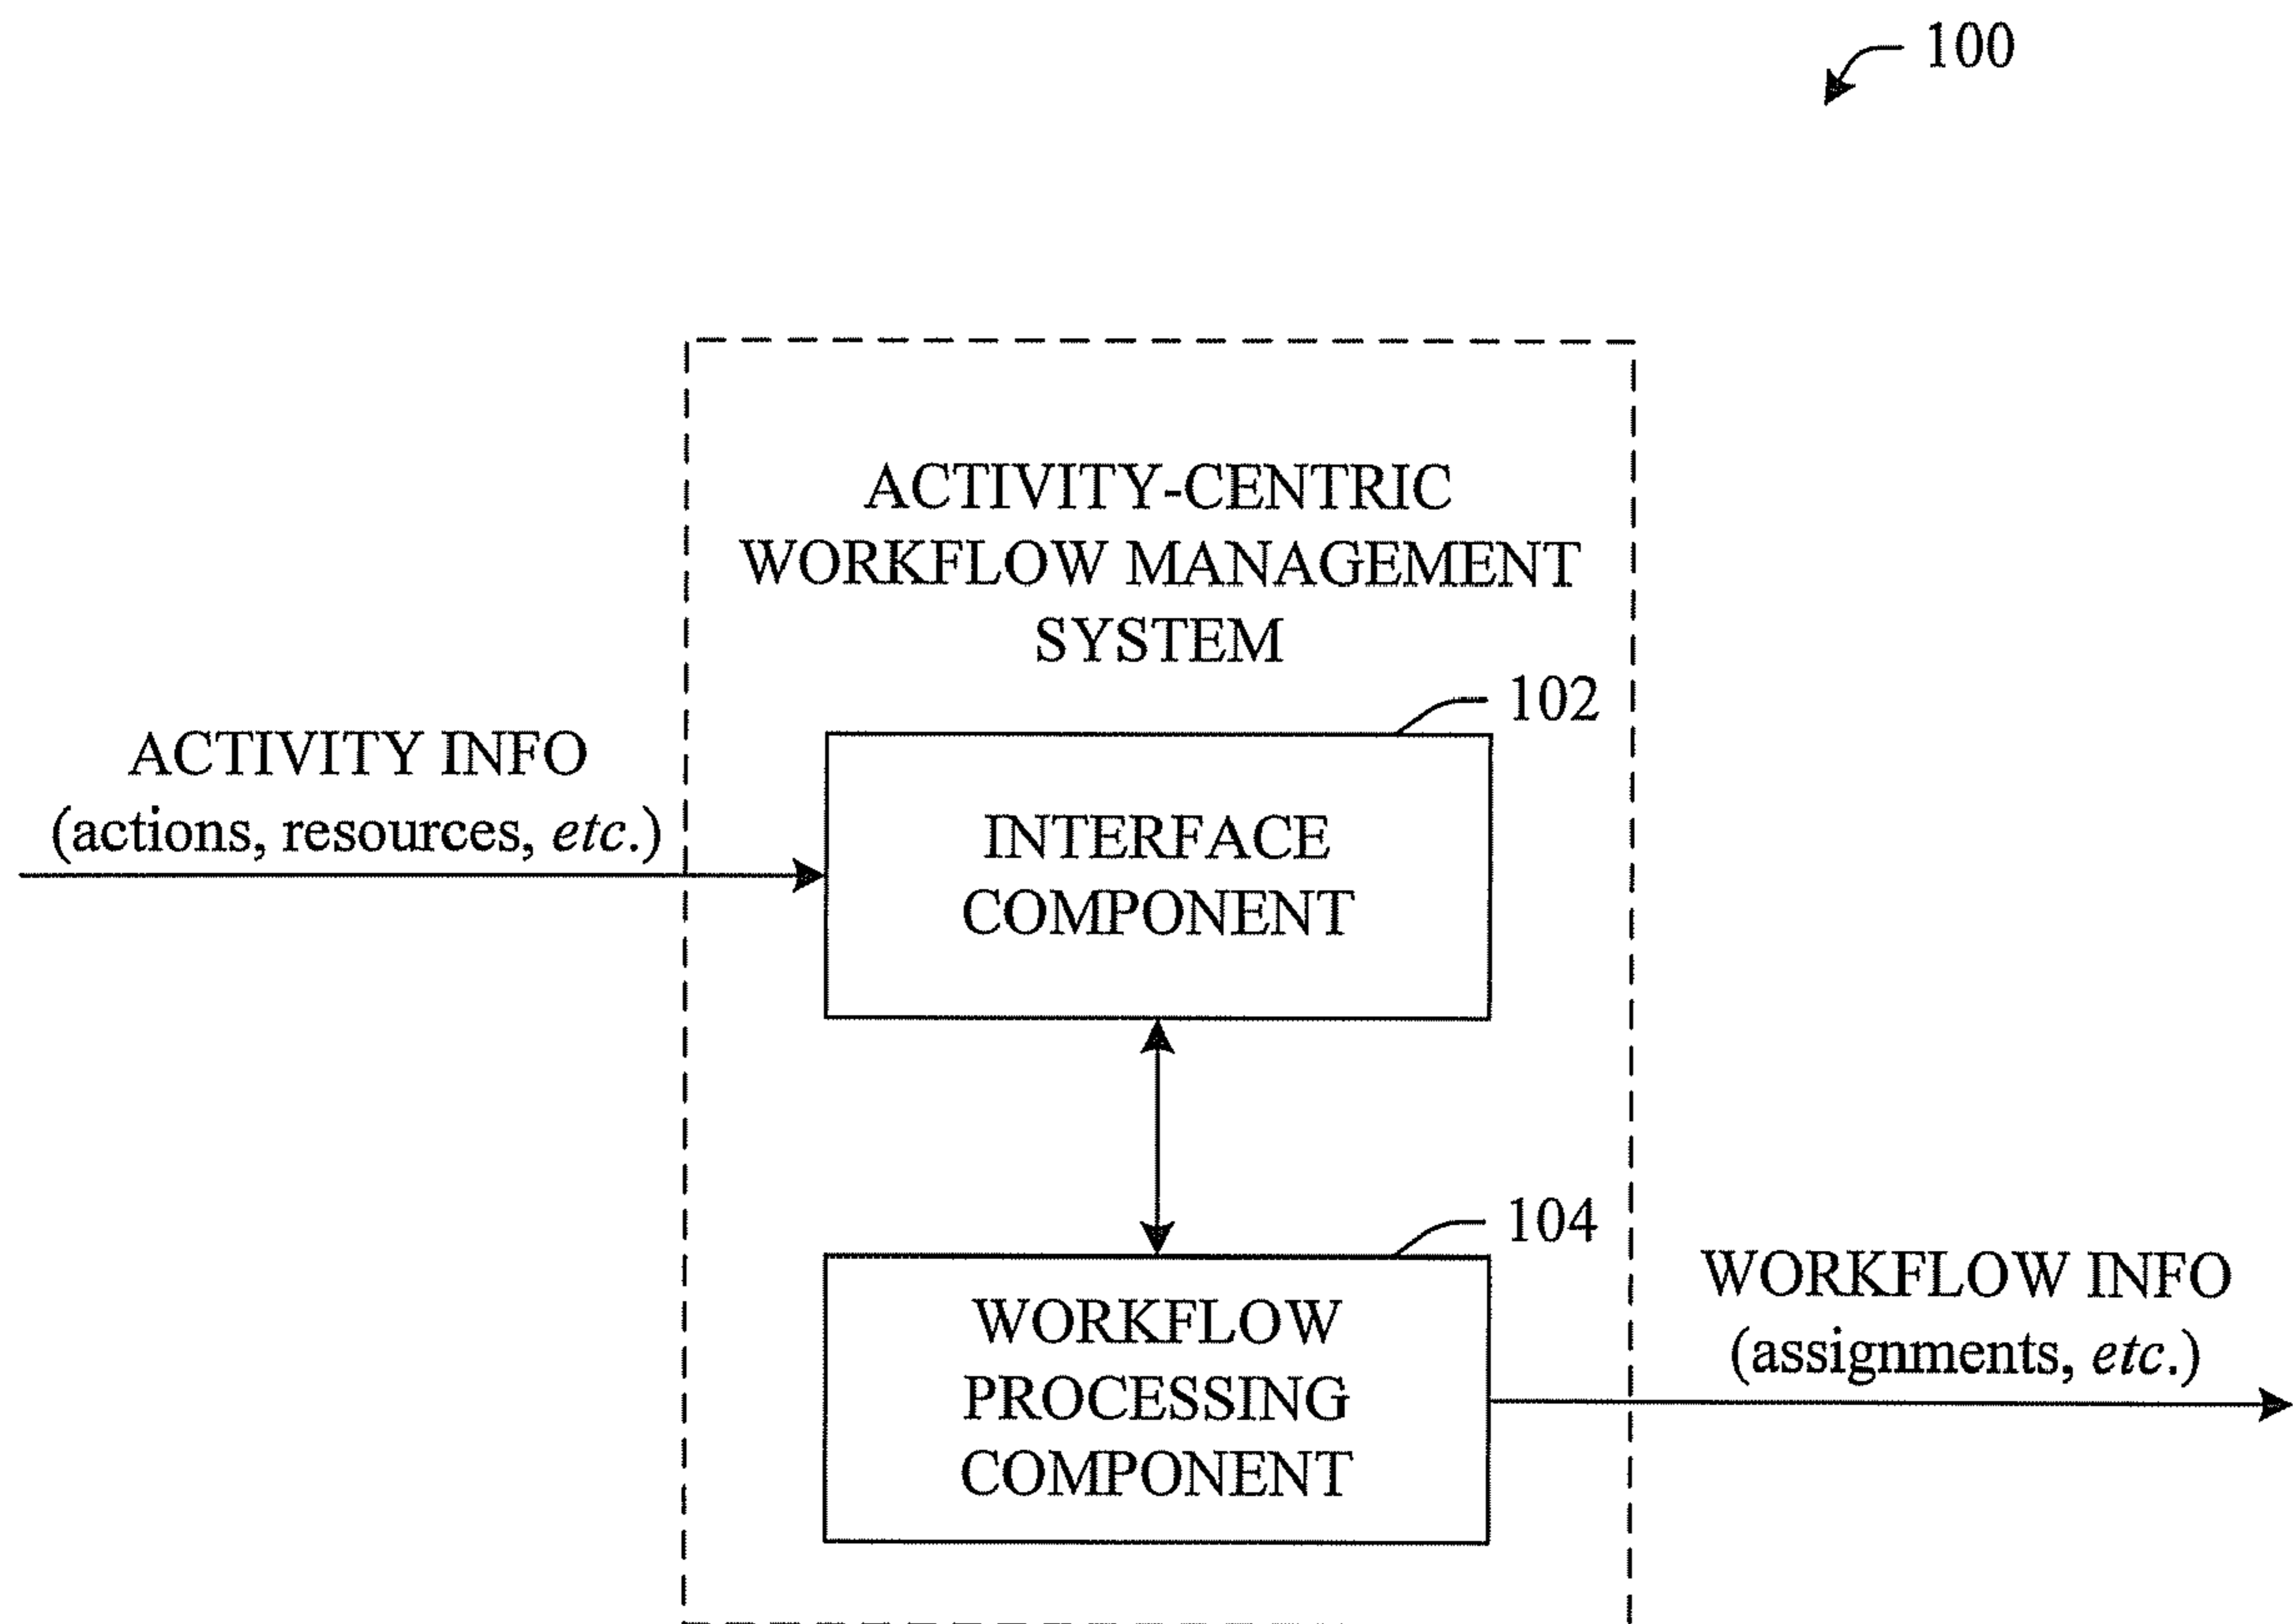 100
ACTIVITY-CENTRIC
WORKFLOW MANAGEMENT
SYSTEM
102
ACTIVITY INFO
(actions, resources, etc.)
INTERFACE
COMPONENT
104
WORKFLOW INFO
(assignments, etc.)
WORKFLOW
PROCESSING
COMPONENT